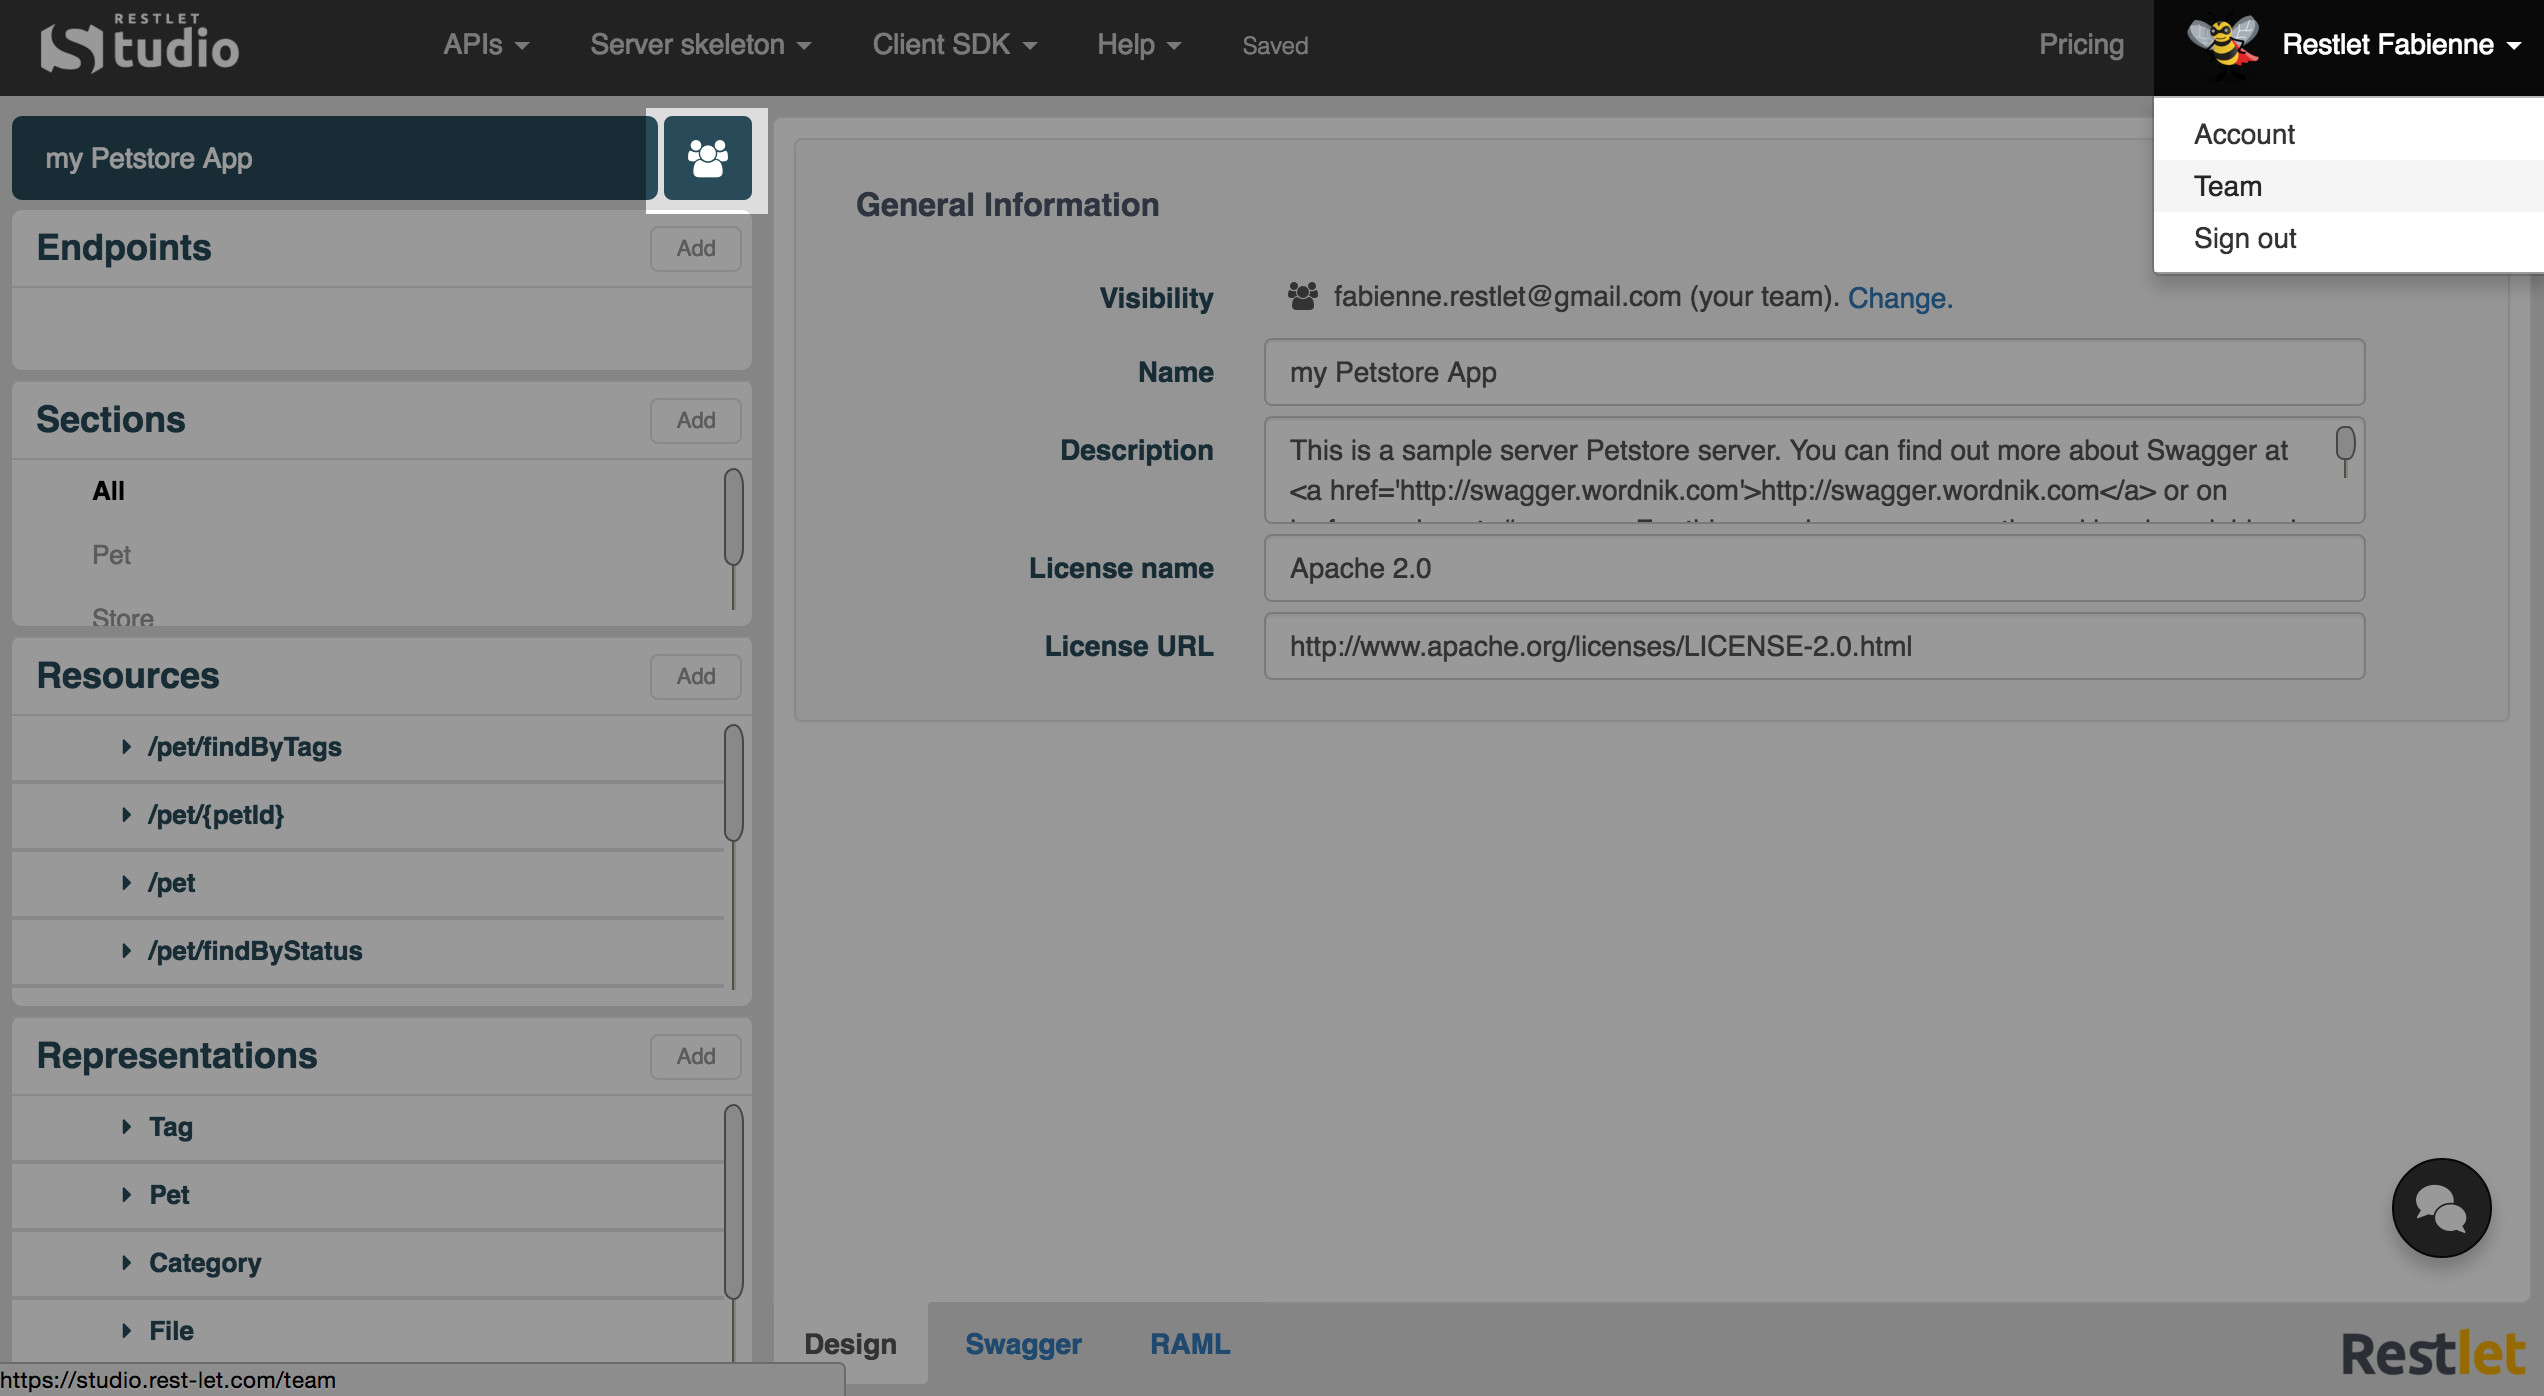 RESTLET
Studio
APIs
Server skeleton
Client SDK
Help
Saved
Pricing
Restlet Fabienne
Account
Team
Sign out
my Petstore App
Endpoints
Add
Sections
Add
All
Pet
Store
Resources
Add
/pet/findByTags
/pet/{petId}
/pet
/pet/findByStatus
Representations
Add
Tag
Pet
Category
File
General Information
Visibility
fabienne.restlet@gmail.com (your team). Change.
Name
my Petstore App
Description
This is a sample server Petstore server. You can find out more about Swagger at
<a href='http://swagger.wordnik.com'>http://swagger.wordnik.com</a> or on
License name
Apache 2.0
License URL
http://www.apache.org/licenses/LICENSE-2.0.html
Design
Swagger
RAML
Restlet
https://studio.rest-let.com/team